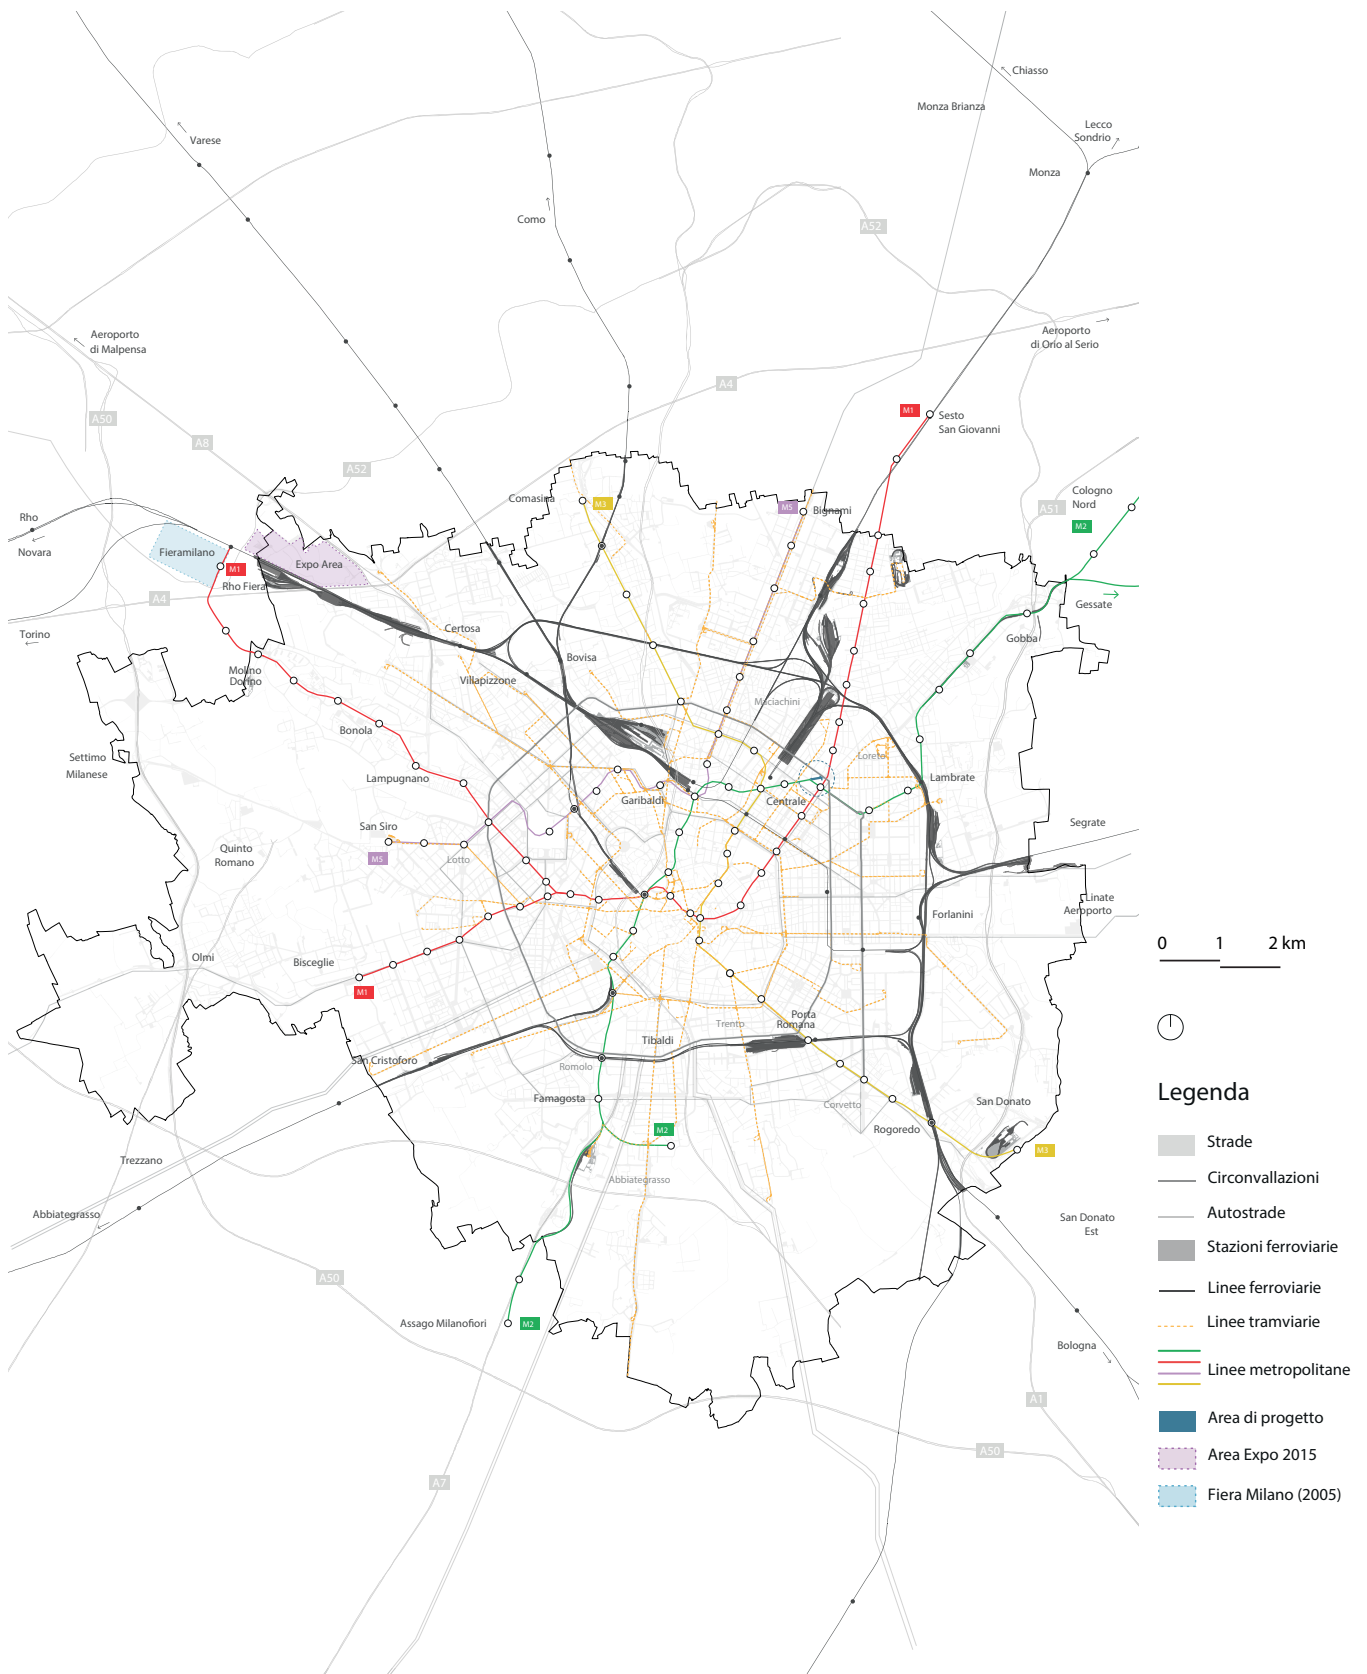 Chiasso
Monza Brianza
Lecco
Sondrio
Varese
Monza
Como
A52
Aeroporto
di Malpensa
Aeroporto
di Orio al Serio
A4
A50
M1
Sesto
San Giovanni
A8
A52
Cologno
Nord
Comasina
M3
M5
Bignami
A51
M2
Rho
Novara
Fieramilano
Expo Area
M1
Rho Fiera
A4
Gessate
Torino
Certosa
Gobba
Bovisa
Molino
Dorino
Villapizzone
Maciachini
Bonola
Settimo
Milanese
Loreto
Lampugnano
Lambrate
Garibaldi
Centrale
San Siro
Segrate
Quinto
Romano
M5
Lotto
Linate
Aeroporto
Forlanini
0 1 2 km
Olmi
Bisceglie
M1
Porta
Romana
Trento
Tibaldi
San Cristoforo
Romolo
Legenda
Famagosta
Corvetto
San Donato
Rogoredo
M2
Strade
M3
Trezzano
Circonvallazioni
Abbiategrasso
Abbiategrasso
Autostrade
San Donato
Est
Stazioni ferroviarie
A50
Linee ferroviarie
Assago Milanofiori
M2
Linee tramviarie
Bologna
Linee metropolitane
A1
Area di progetto
A50
Area Expo 2015
A7
Fiera Milano (2005)